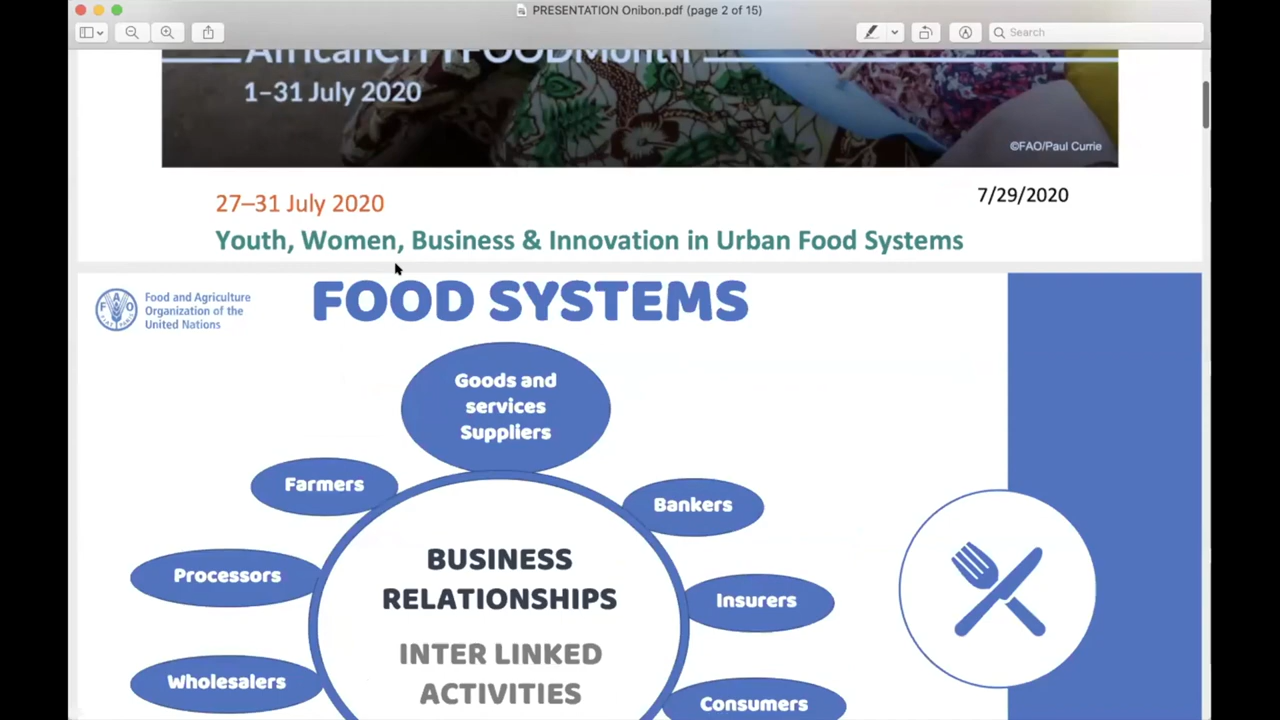 PRESENTATION Onibon.pdf (page 2 of 15)
Search
AfricanCITYFOODMonth
1–31 July 2020
©FAO/Paul Currie
27–31 July 2020
7/29/2020
Youth, Women, Business & Innovation in Urban Food Systems
Food and Agriculture
Organization of the
United Nations
FAO
FOOD SYSTEMS
Goods and
services
Suppliers
Farmers
Bankers
Processors
BUSINESS
RELATIONSHIPS
Insurers
INTER LINKED
ACTIVITIES
Wholesalers
Consumers